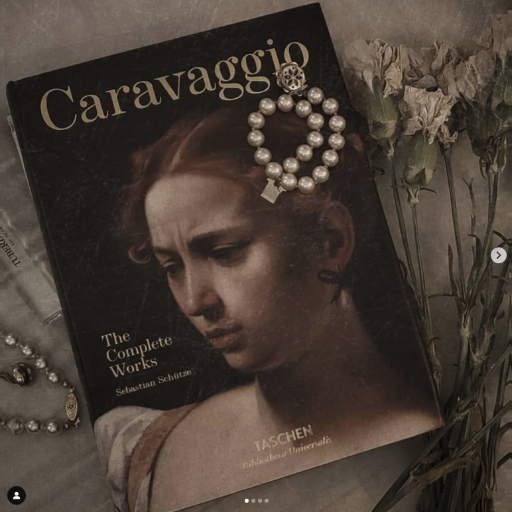 Caravaggio
The
Complete
Works
Sebastian Schütze
TASCHEN
Bibliotheca Universalis